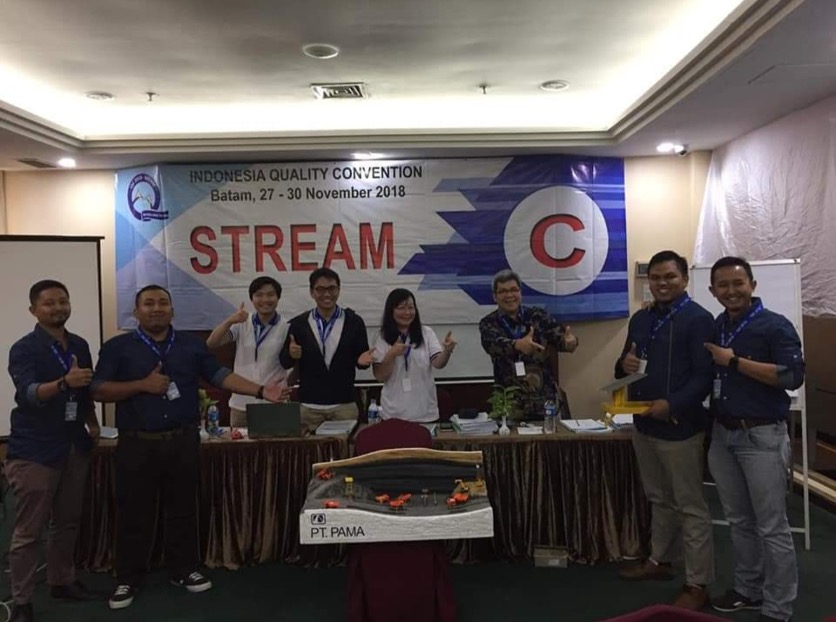 INDONESIA QUALITY CONVENTION
Batam, 27 - 30 November 2018
STREAM
C
PT. PAMA